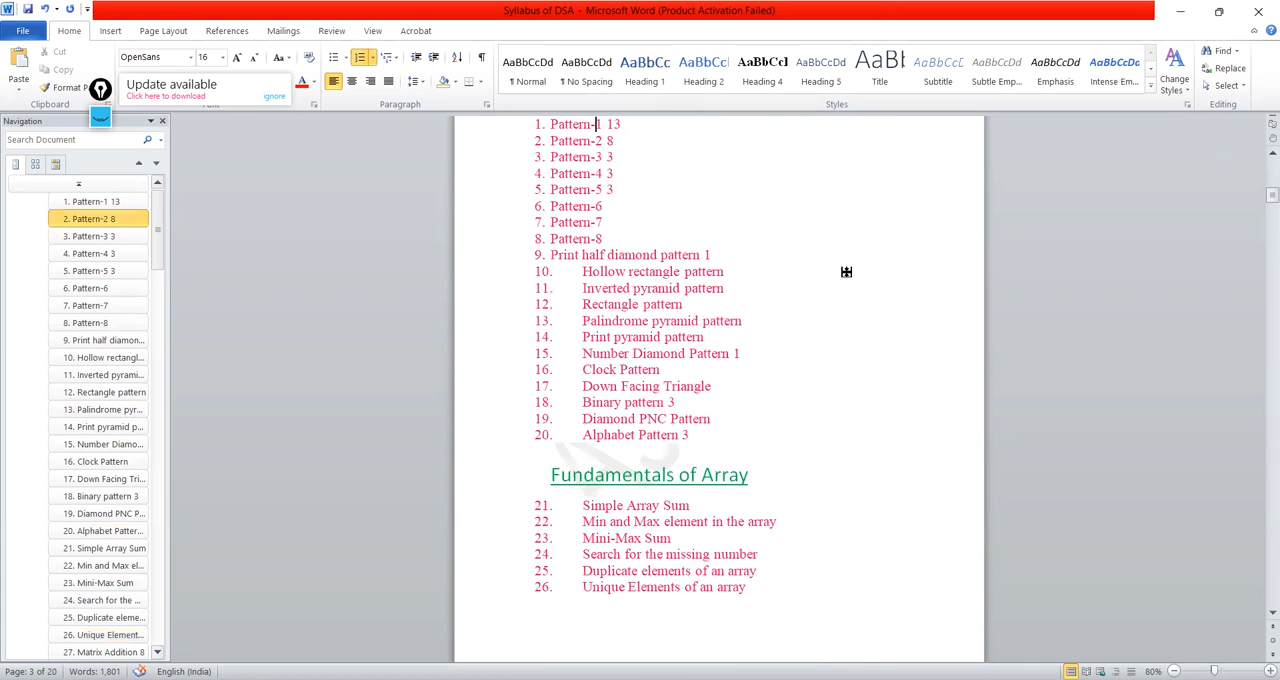 Syllabus of DSA - Microsoft Word (Product Activation Failed)
File Home Insert Page Layout References Mailings Review View Acrobat
Paste
Cut
Copy
Format P
Clipboard
OpenSans 16
Update available
Click here to download ignore
Font
Paragraph
AaBbCcDd AaBbCcDd AaBbCc AaBbCcl AaBbCcD AaBbCcDd AaBl AaBbCcL AaBbCcDd AaBbCcDd AaBbCcDc
¶ Normal ¶ No Spacing Heading 1 Heading 2 Heading 4 Heading 5 Title Subtitle Subtle Emp... Emphasis Intense Em...
Change Styles
Styles
Find
Replace
Select
Editing
Navigation
Search Document
1. Pattern-1 13
2. Pattern-2 8
3. Pattern-3 3
4. Pattern-4 3
5. Pattern-5 3
6. Pattern-6
7. Pattern-7
8. Pattern-8
9. Print half diamon...
10. Hollow rectangl...
11. Inverted pyrami...
12. Rectangle pattern
13. Palindrome pyr...
14. Print pyramid p...
15. Number Diamo...
16. Clock Pattern
17. Down Facing Tri...
18. Binary pattern 3
19. Diamond PNC P...
20. Alphabet Patter...
21. Simple Array Sum
22. Min and Max el...
23. Mini-Max Sum
24. Search for the ...
25. Duplicate eleme...
26. Unique Element...
27. Matrix Addition 8
1. Pattern-1 13
2. Pattern-2 8
3. Pattern-3 3
4. Pattern-4 3
5. Pattern-5 3
6. Pattern-6
7. Pattern-7
8. Pattern-8
9. Print half diamond pattern 1
10. Hollow rectangle pattern
11. Inverted pyramid pattern
12. Rectangle pattern
13. Palindrome pyramid pattern
14. Print pyramid pattern
15. Number Diamond Pattern 1
16. Clock Pattern
17. Down Facing Triangle
18. Binary pattern 3
19. Diamond PNC Pattern
20. Alphabet Pattern 3
Fundamentals of Array
21. Simple Array Sum
22. Min and Max element in the array
23. Mini-Max Sum
24. Search for the missing number
25. Duplicate elements of an array
26. Unique Elements of an array
Page: 3 of 20 Words: 1,801 English (India) 80%